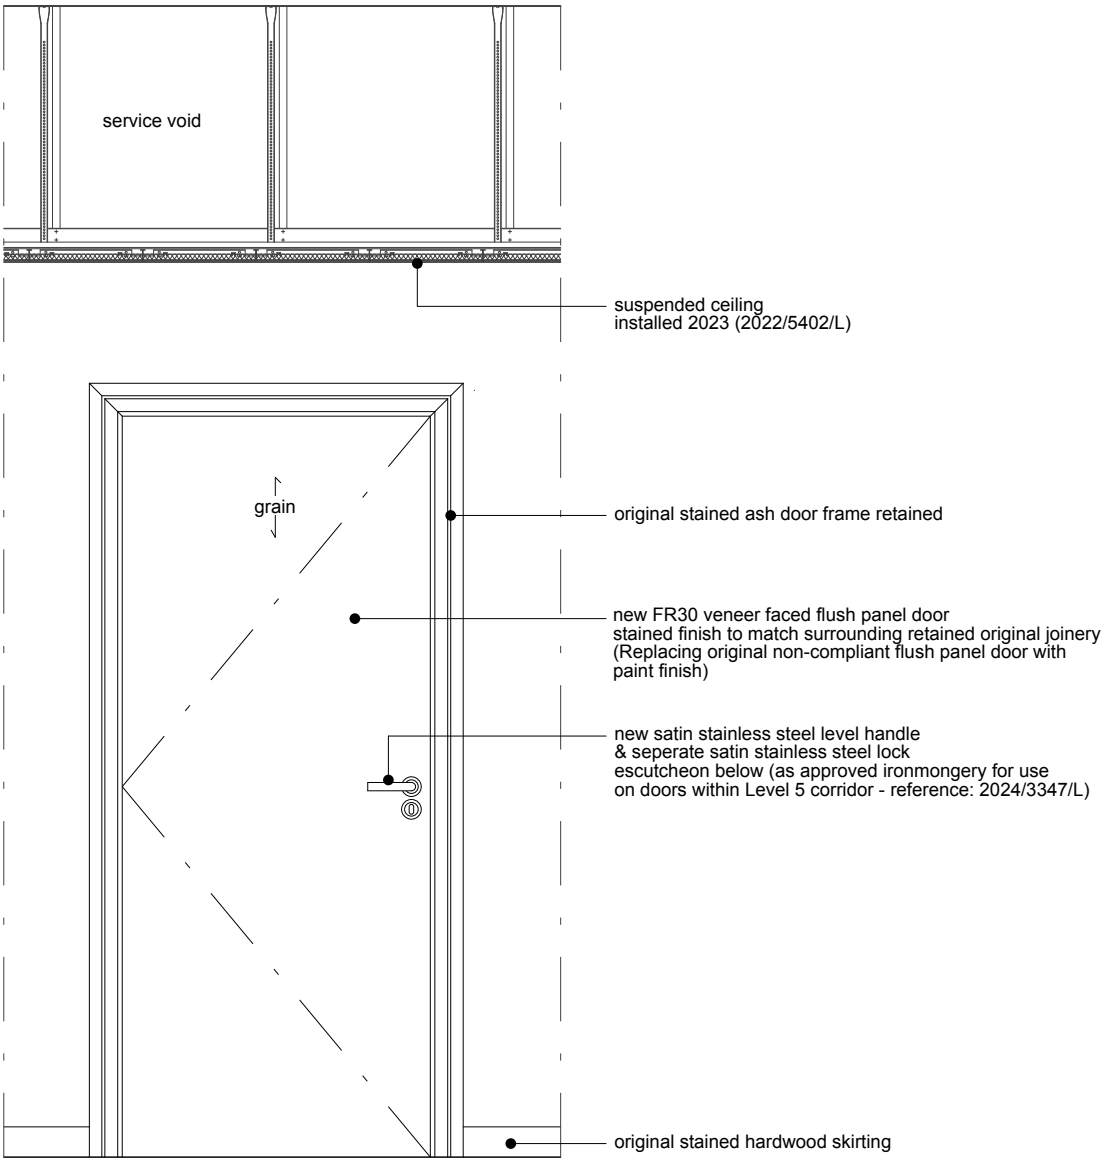 service void
suspended ceiling
installed 2023 (2022/5402/L)
grain
original stained ash door frame retained
new FR30 veneer faced flush panel door
stained finish to match surrounding retained original joinery
(Replacing original non-compliant flush panel door with
paint finish)
new satin stainless steel level handle
& seperate satin stainless steel lock
escutcheon below (as approved ironmongery for use
on doors within Level 5 corridor - reference: 2024/3347/L)
original stained hardwood skirting